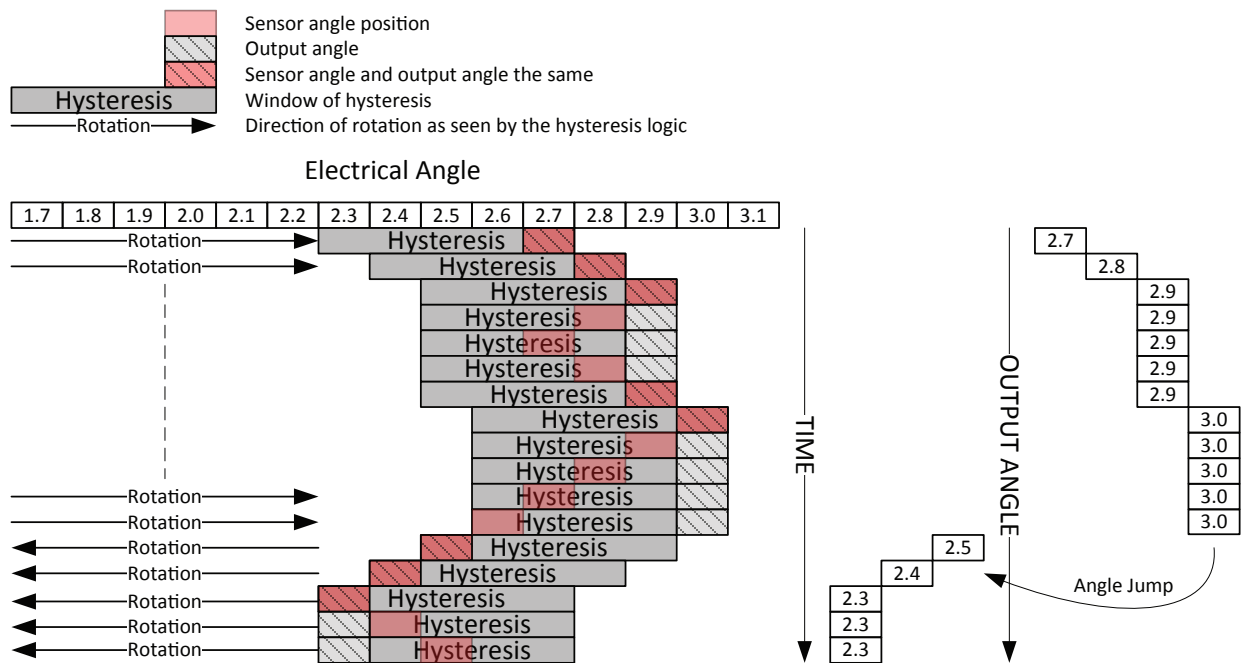 Sensor angle position
Output angle
Sensor angle and output angle the same
Hysteresis Window of hysteresis
Rotation Direction of rotation as seen by the hysteresis logic
Electrical Angle
1.7 1.8 1.9 2.0 2.1 2.2 2.3 2.4 2.5 2.6 2.7 2.8 2.9 3.0 3.1
Rotation Hysteresis 2.7
Rotation Hysteresis 2.8
Hysteresis 2.9
Hysteresis 2.9
Hysteresis 2.9
Hysteresis 2.9
Hysteresis 2.9
Hysteresis 3.0
Hysteresis 3.0
Hysteresis 3.0
Rotation Hysteresis 3.0
Rotation Hysteresis 3.0
Rotation Hysteresis 2.5
Rotation Hysteresis 2.4
Rotation Hysteresis 2.3
Rotation Hysteresis 2.3
Rotation Hysteresis 2.3
TIME
OUTPUT ANGLE
Angle Jump